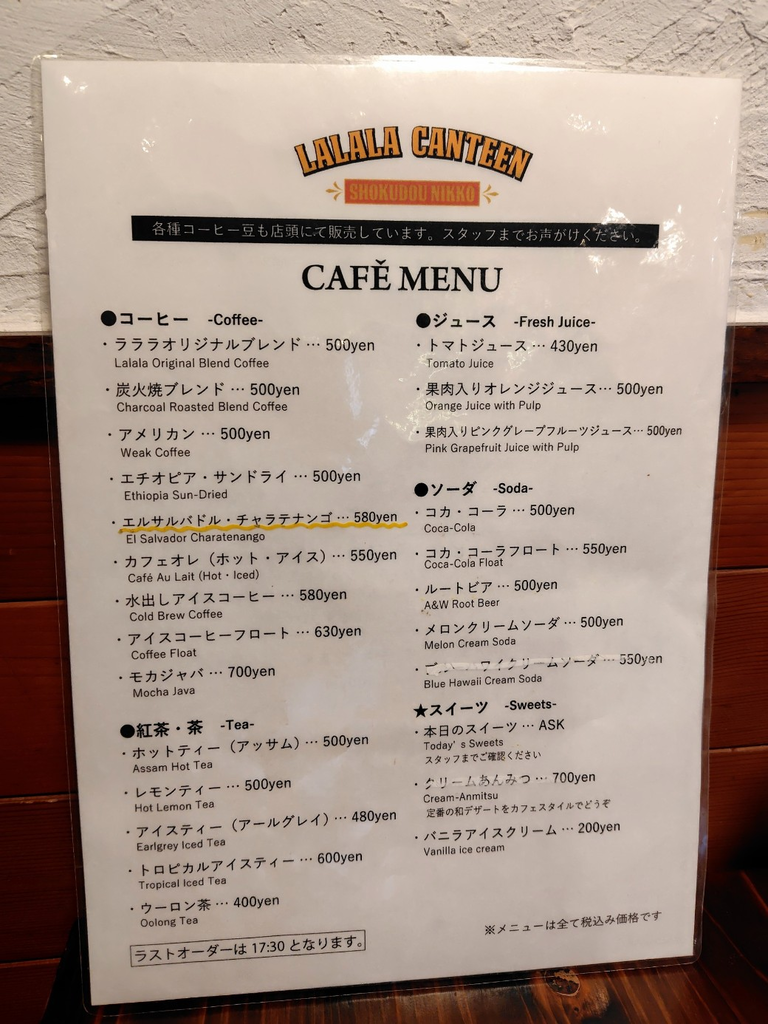 LALALA CANTEEN
SHOKUDOU NIKKO
各種コーヒー豆も店頭にて販売しています。スタッフまでお声がけください。
CAFĚ MENU
●コーヒー -Coffee-
・ラララオリジナルブレンド … 500yen
Lalala Original Blend Coffee
・炭火焼ブレンド … 500yen
Charcoal Roasted Blend Coffee
・アメリカン … 500yen
Weak Coffee
・エチオピア・サンドライ … 500yen
Ethiopia Sun-Dried
・エルサルバドル・チャラテナンゴ … 580yen
El Salvador Charatenango
・カフェオレ（ホット・アイス） … 550yen
Café Au Lait (Hot・Iced)
・水出しアイスコーヒー … 580yen
Cold Brew Coffee
・アイスコーヒーフロート … 630yen
Coffee Float
・モカジャバ … 700yen
Mocha Java
●紅茶・茶 -Tea-
・ホットティー（アッサム）… 500yen
Assam Hot Tea
・レモンティー … 500yen
Hot Lemon Tea
・アイスティー（アールグレイ）… 480yen
Earlgrey Iced Tea
・トロピカルアイスティー … 600yen
Tropical Iced Tea
・ウーロン茶 … 400yen
Oolong Tea
ラストオーダーは 17:30 となります。
●ジュース -Fresh Juice-
・トマトジュース … 430yen
Tomato Juice
・果肉入りオレンジジュース… 500yen
Orange Juice with Pulp
・果肉入りピンクグレープフルーツジュース… 500yen
Pink Grapefruit Juice with Pulp
●ソーダ -Soda-
・コカ・コーラ … 500yen
Coca-Cola
・コカ・コーラフロート … 550yen
Coca-Cola Float
・ルートビア … 500yen
A&W Root Beer
・メロンクリームソーダ … 500yen
Melon Cream Soda
・ブルーハワイクリームソーダ … 550yen
Blue Hawaii Cream Soda
★スイーツ -Sweets-
・本日のスイーツ … ASK
Today's Sweets
スタッフまでご確認ください
・クリームあんみつ … 700yen
Cream-Anmitsu
定番の和デザートをカフェスタイルでどうぞ
・バニラアイスクリーム … 200yen
Vanilla ice cream
※メニューは全て税込み価格です